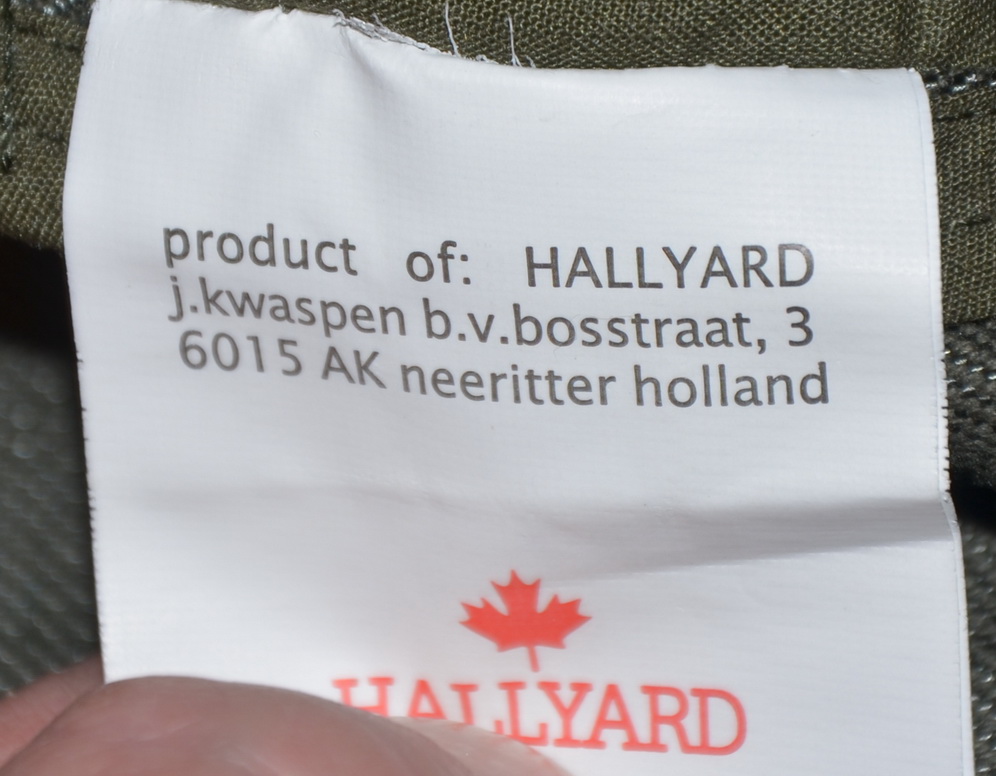 product of: HALLYARD
j.kwaspen b.v.bosstraat, 3
6015 AK neeritter holland
HALLYARD